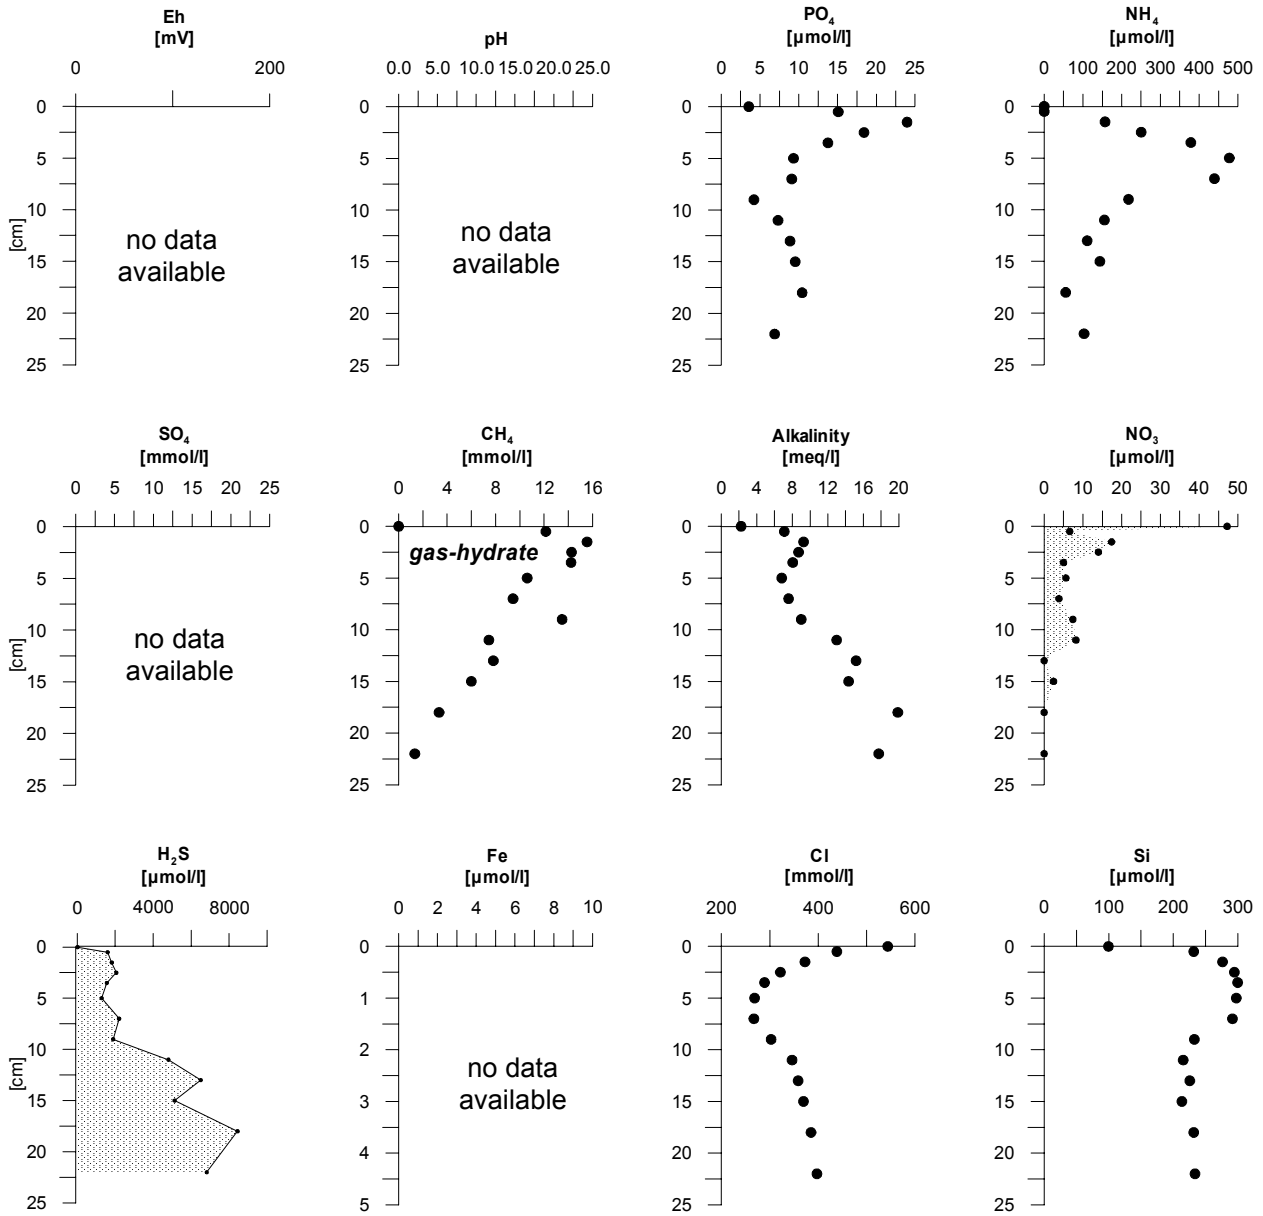 Eh
[mV]
0 200
0
5
10
15
20
25
[cm]
no data
available
pH
0.0 5.0 10.0 15.0 20.0 25.0
no data
available
PO₄
[µmol/l]
0 5 10 15 20 25
0
5
10
15
20
25
NH₄
[µmol/l]
0 100 200 300 400 500
0
5
10
15
20
25
SO₄
[mmol/l]
0 5 10 15 20 25
0
5
10
15
20
25
[cm]
no data
available
CH₄
[mmol/l]
0 4 8 12 16
0
5
10
15
20
25
gas-hydrate
Alkalinity
[meq/l]
0 4 8 12 16 20
0
5
10
15
20
25
NO₃
[µmol/l]
0 10 20 30 40 50
0
5
10
15
20
25
H₂S
[µmol/l]
0 4000 8000
0
5
10
15
20
25
[cm]
Fe
[µmol/l]
0 2 4 6 8 10
0
1
2
3
4
5
no data
available
Cl
[mmol/l]
200 400 600
0
5
10
15
20
25
Si
[µmol/l]
0 100 200 300
0
5
10
15
20
25